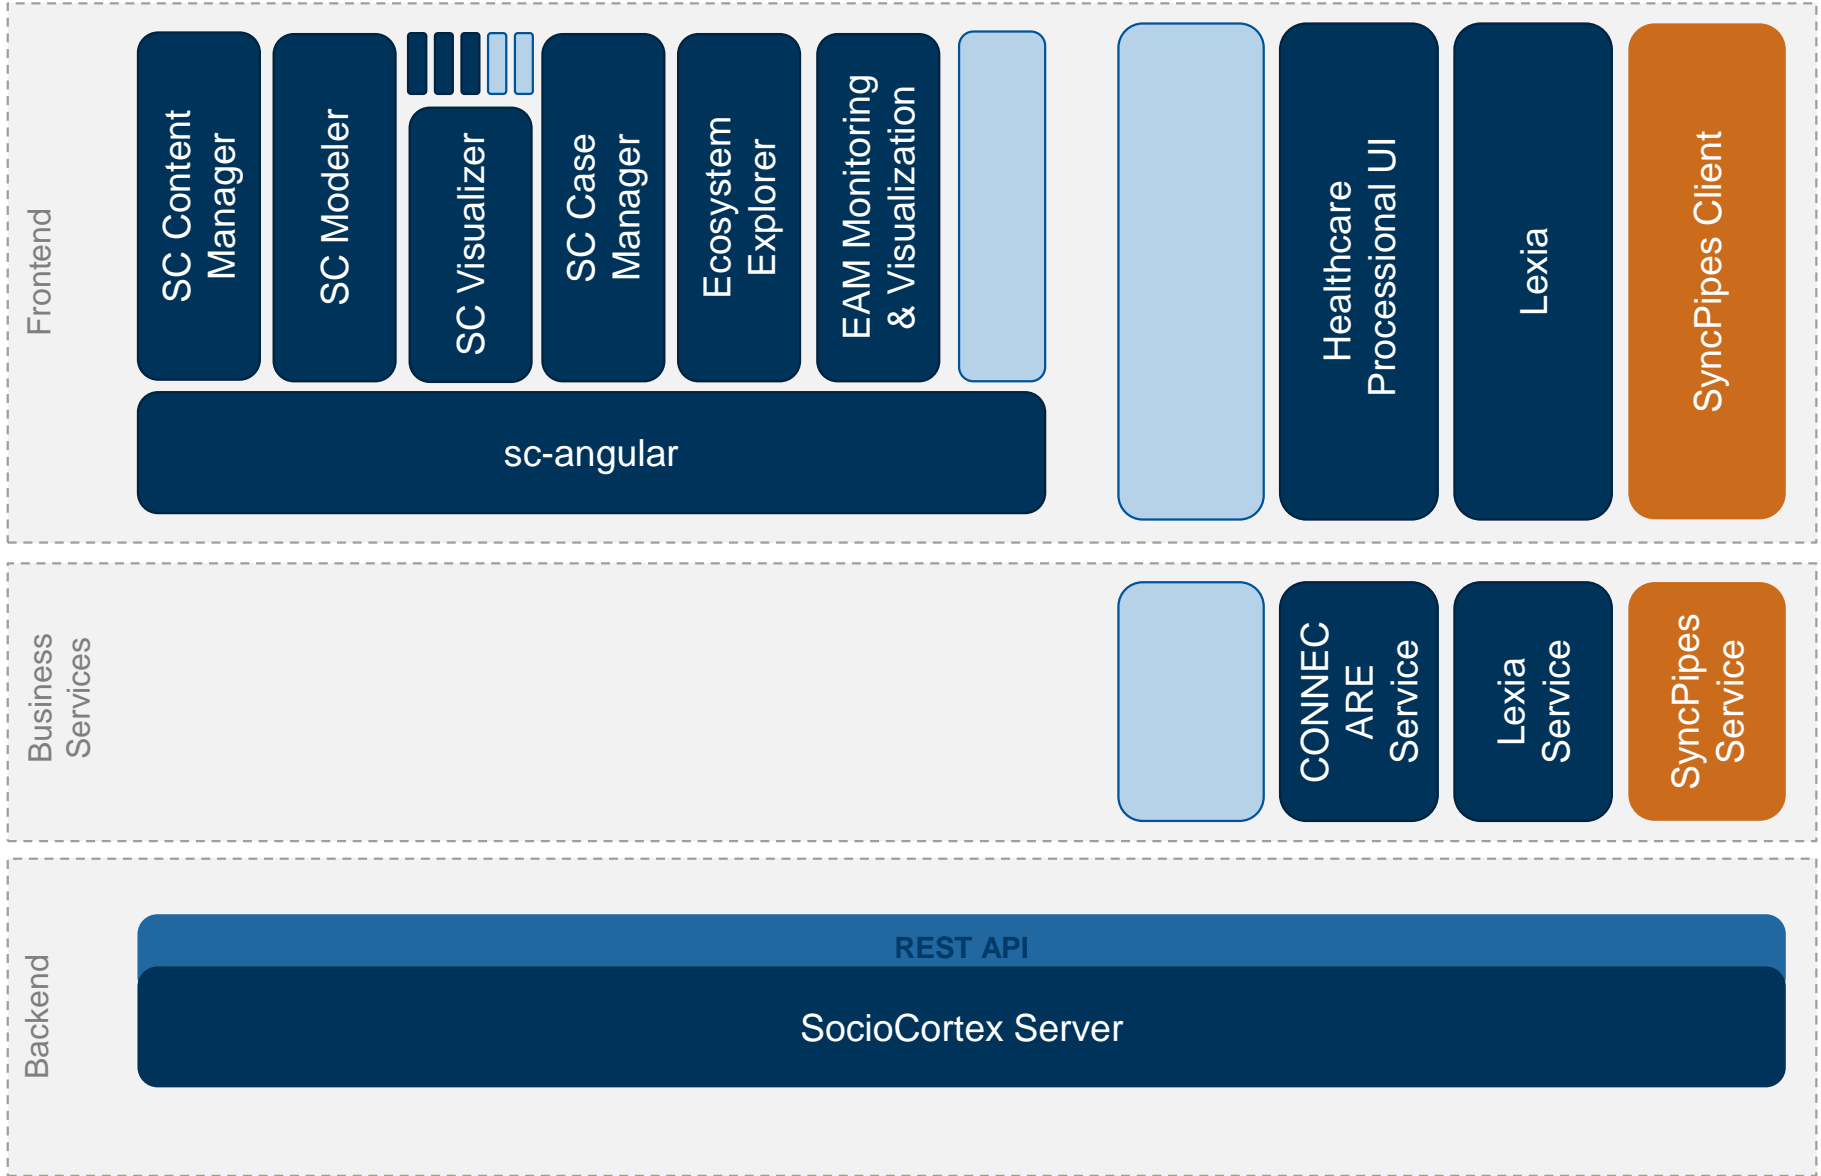 Frontend
SC Content
Manager
SC Modeler
SC Visualizer
SC Case
Manager
Ecosystem
Explorer
EAM Monitoring
& Visualization
sc-angular
Healthcare
Processional UI
Lexia
SyncPipes Client
Business
Services
CONNEC
ARE
Service
Lexia
Service
SyncPipes
Service
Backend
REST API
SocioCortex Server